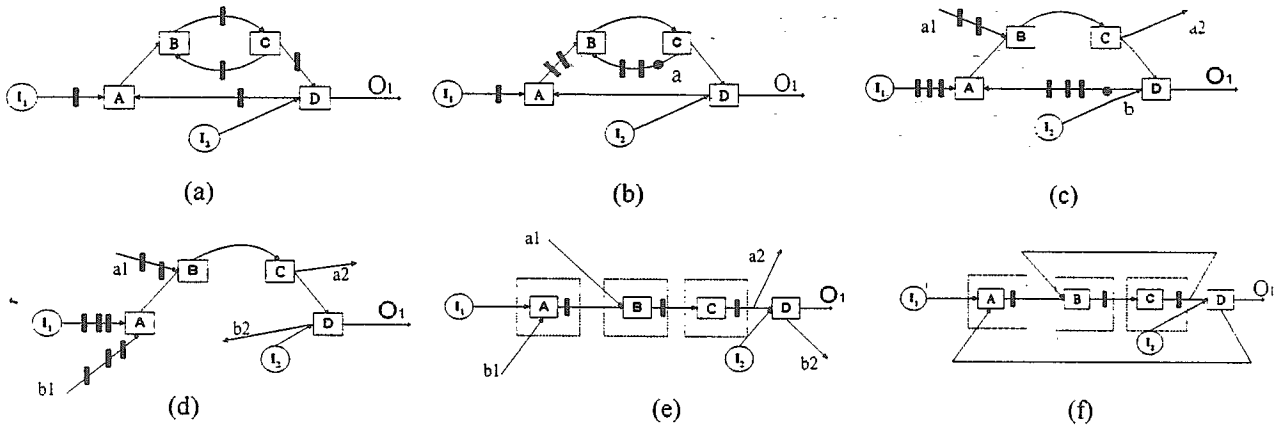 B C
I₁ A D O₁
I₂
(a)
B C
a
I₁ A D O₁
I₂
(b)
a1 B C a2
I₁ A D O₁
b
I₂
(c)
a1 B C a2
I₁ A D O₁
b2
I₂
b1
(d)
a1 a2
I₁ A B C D O₁
I₂
b1 b2
(e)
I₁ A B C D O
I₂
(f)